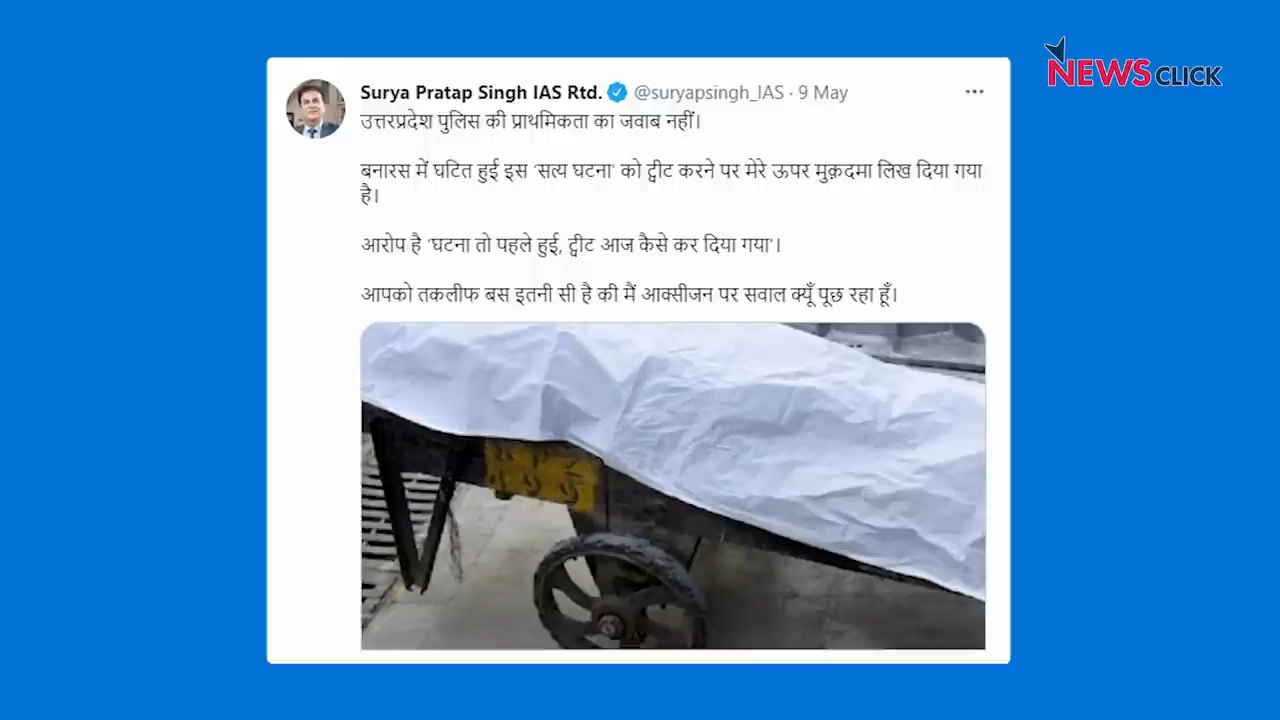 NEWSCLICK
Surya Pratap Singh IAS Rtd. @suryapsingh_IAS · 9 May
उत्तरप्रदेश पुलिस की प्राथमिकता का जवाब नहीं।
बनारस में घटित हुई इस 'सत्य घटना' को ट्वीट करने पर मेरे ऊपर मुक़दमा लिख दिया गया
है।
आरोप है 'घटना तो पहले हुई, ट्वीट आज कैसे कर दिया गया'।
आपको तकलीफ बस इतनी सी है की मैं आक्सीजन पर सवाल क्यूँ पूछ रहा हूँ।